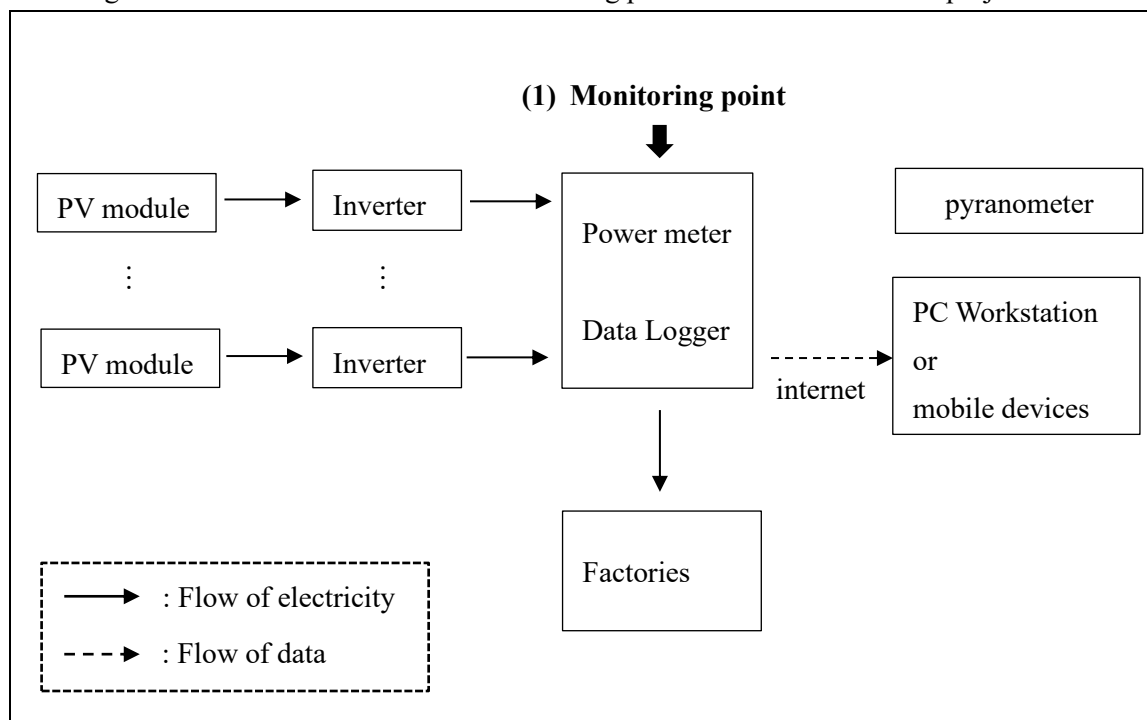 (1) Monitoring point
PV module
Inverter
Power meter
Data Logger
pyranometer
⋮
⋮
PV module
Inverter
internet
PC Workstation
or
mobile devices
Factories
: Flow of electricity
: Flow of data